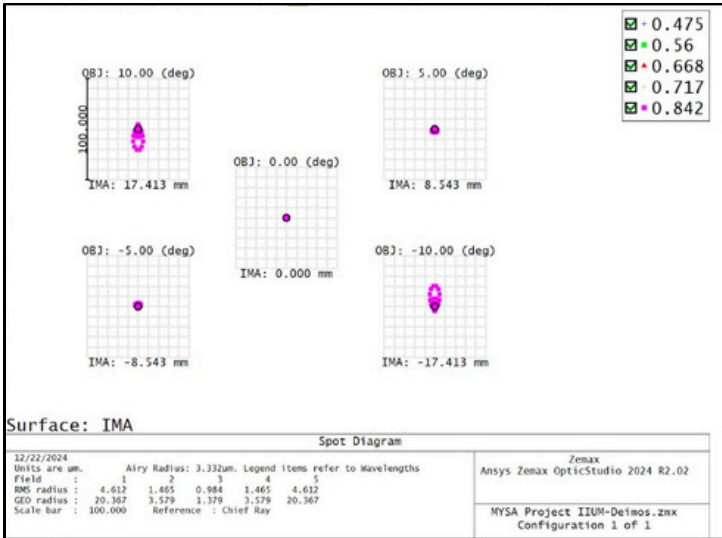 0.475
0.56
0.668
0.717
0.842
OBJ: 10.00 (deg)
OBJ: 5.00 (deg)
100.000
OBJ: 0.00 (deg)
IMA: 17.413 mm
IMA: 8.543 mm
OBJ: -5.00 (deg)
OBJ: -10.00 (deg)
IMA: 0.000 mm
IMA: -8.543 mm
IMA: -17.413 mm
Surface: IMA
Spot Diagram
12/22/2024
Units are µm. Airy Radius: 3.332µm. Legend items refer to Wavelengths
Field : 1 2 3 4 5
RMS radius : 4.612 1.465 0.984 1.465 4.612
GEO radius : 20.367 3.579 1.379 3.579 20.367
Scale bar : 100.000 Reference : Chief Ray
Zemax
Ansys Zemax OpticStudio 2024 R2.02
MYSA Project IIUM-Deimos.zmx
Configuration 1 of 1